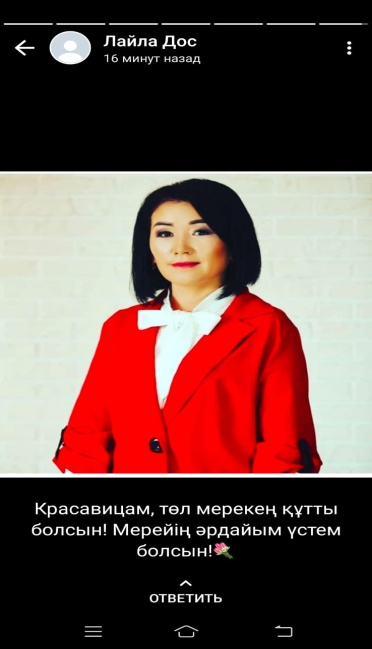 Лайла Дос
16 минут назад
Красавицам, төл мерекең құтты
болсын! Мерейің әрдайым үстем
болсын!💐
ОТВЕТИТЬ